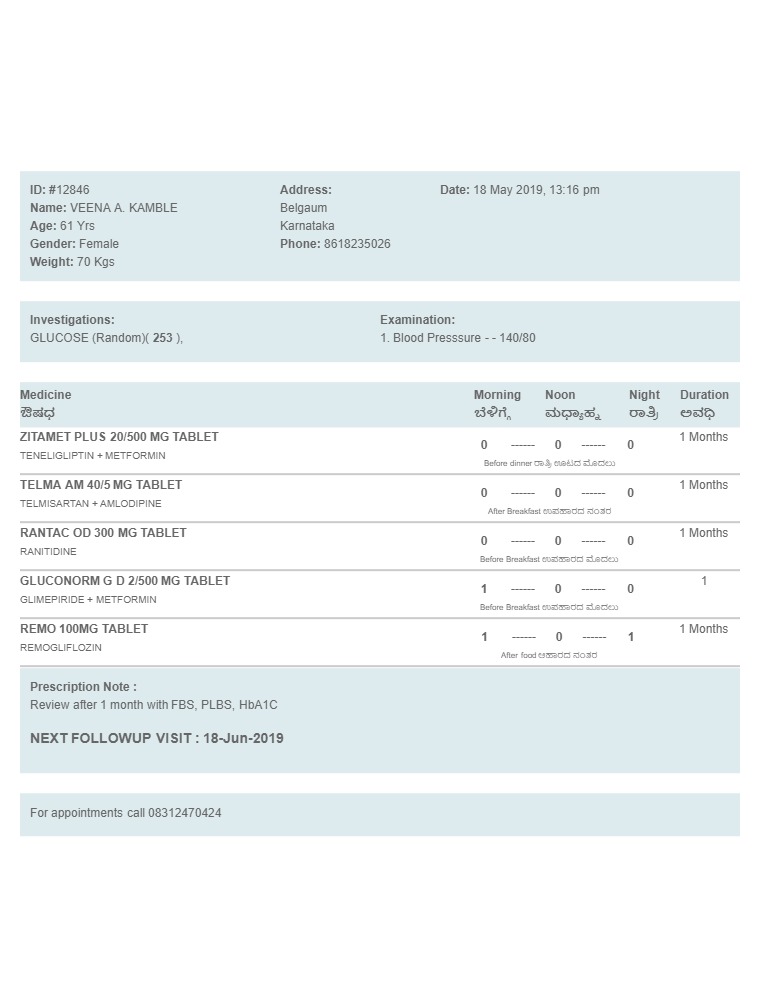 ID: #12846
Name: VEENA A. KAMBLE
Age: 61 Yrs
Gender: Female
Weight: 70 Kgs
Address:
Belgaum
Karnataka
Phone: 8618235026
Date: 18 May 2019, 13:16 pm
Investigations:
GLUCOSE (Random)( 253 ),
Examination:
1. Blood Presssure - - 140/80
Medicine Morning Noon Night Duration
ಔಷಧ ಬೆಳಿಗ್ಗೆ ಮಧ್ಯಾಹ್ನ ರಾತ್ರಿ ಅವಧಿ
ZITAMET PLUS 20/500 MG TABLET 0 ------ 0 ------ 0 1 Months
TENELIGLIPTIN + METFORMIN Before dinner ರಾತ್ರಿ ಊಟದ ಮೊದಲು
TELMA AM 40/5 MG TABLET 0 ------ 0 ------ 0 1 Months
TELMISARTAN + AMLODIPINE After Breakfast ಉಪಹಾರದ ನಂತರ
RANTAC OD 300 MG TABLET 0 ------ 0 ------ 0 1 Months
RANITIDINE Before Breakfast ಉಪಹಾರದ ಮೊದಲು
GLUCONORM G D 2/500 MG TABLET 1 ------ 0 ------ 0 1
GLIMEPIRIDE + METFORMIN Before Breakfast ಉಪಹಾರದ ಮೊದಲು
REMO 100MG TABLET 1 ------ 0 ------ 1 1 Months
REMOGLIFLOZIN After food ಆಹಾರದ ನಂತರ
Prescription Note :
Review after 1 month with FBS, PLBS, HbA1C
NEXT FOLLOWUP VISIT : 18-Jun-2019
For appointments call 08312470424